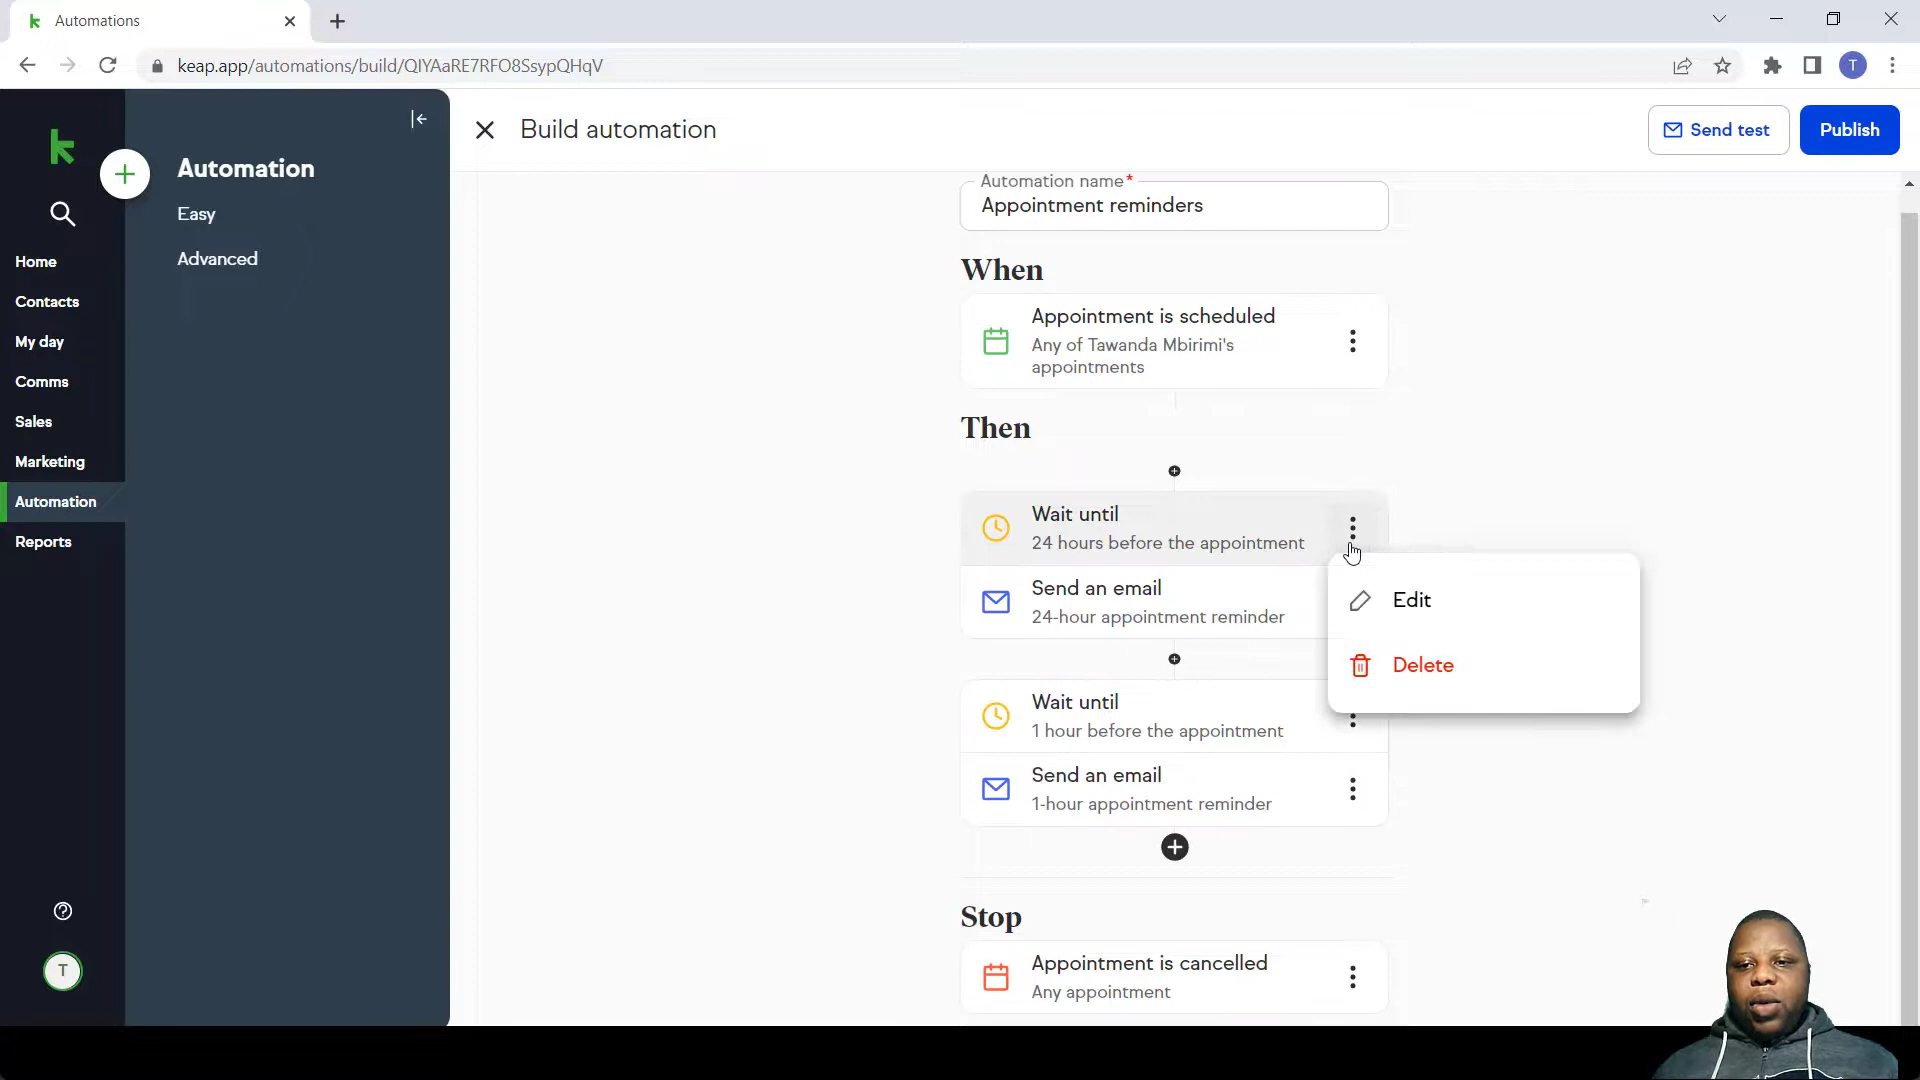 Automations
keap.app/automations/build/QIYAaRE7RFO8SsypQHqV
T
Build automation
Send test
Publish
Automation
Easy
Advanced
Home
Contacts
My day
Comms
Sales
Marketing
Automation
Reports
T
Automation name*
Appointment reminders
When
Appointment is scheduled
Any of Tawanda Mbirimi's
appointments
Then
Wait until
24 hours before the appointment
Send an email
24-hour appointment reminder
Edit
Delete
Wait until
1 hour before the appointment
Send an email
1-hour appointment reminder
Stop
Appointment is cancelled
Any appointment